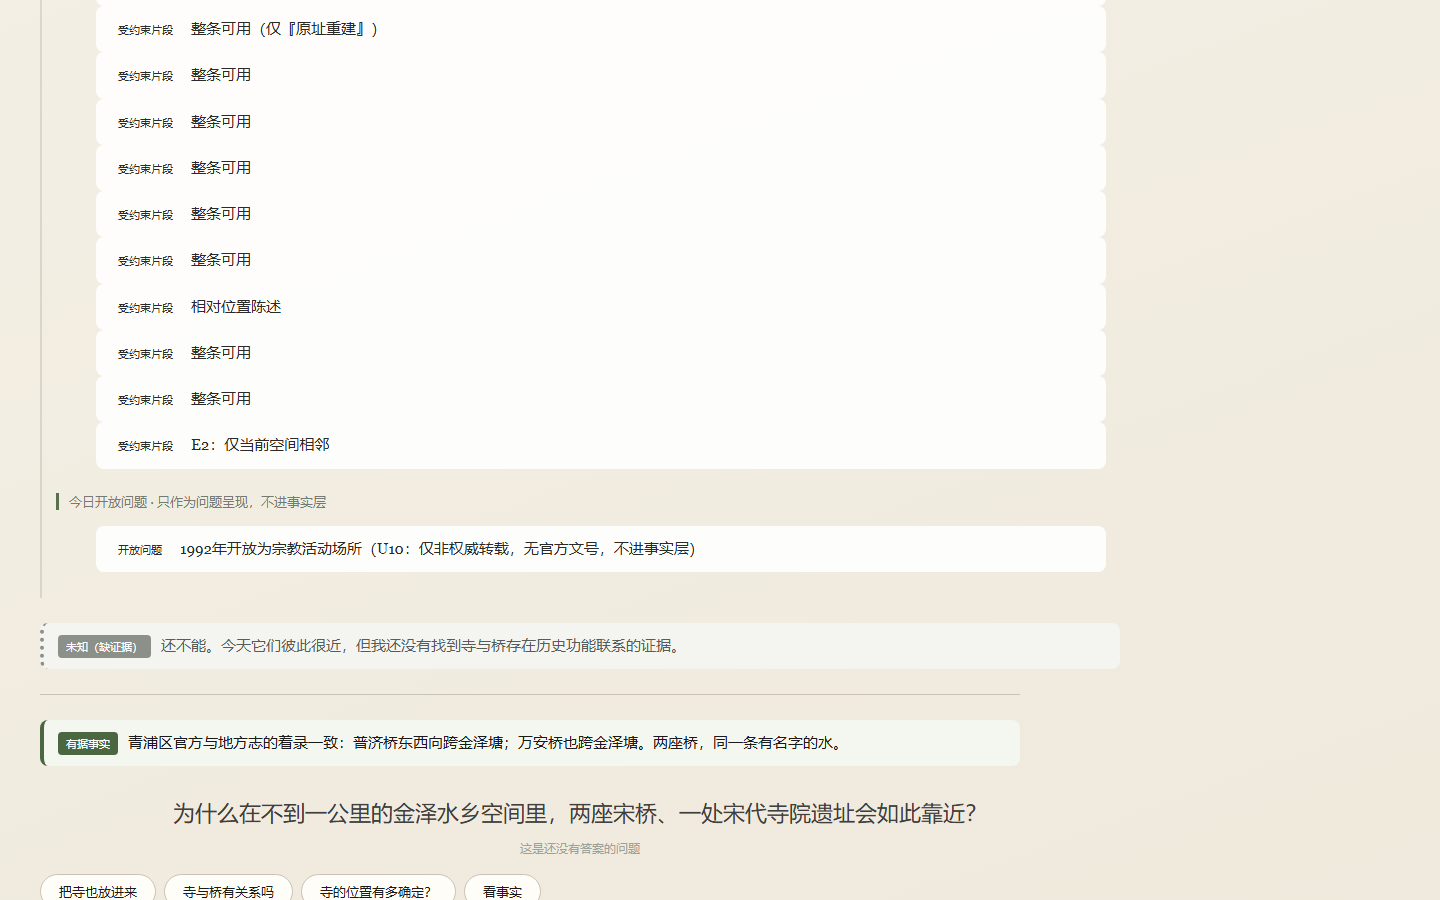 受约束片段 整条可用（仅『原址重建』）
受约束片段 整条可用
受约束片段 整条可用
受约束片段 整条可用
受约束片段 整条可用
受约束片段 整条可用
受约束片段 相对位置陈述
受约束片段 整条可用
受约束片段 整条可用
受约束片段 E2：仅当前空间相邻
今日开放问题 · 只作为问题呈现，不进事实层
开放问题 1992年开放为宗教活动场所（U10：仅非权威转载，无官方文号，不进事实层）
未知（缺证据） 还不能。今天它们彼此很近，但我还没有找到寺与桥存在历史功能联系的证据。
有据事实 青浦区官方与地方志的着录一致：普济桥东西向跨金泽塘；万安桥也跨金泽塘。两座桥，同一条有名字的水。
为什么在不到一公里的金泽水乡空间里，两座宋桥、一处宋代寺院遗址会如此靠近？
这是还没有答案的问题
把寺也放进来 寺与桥有关系吗 寺的位置有多确定？ 看事实